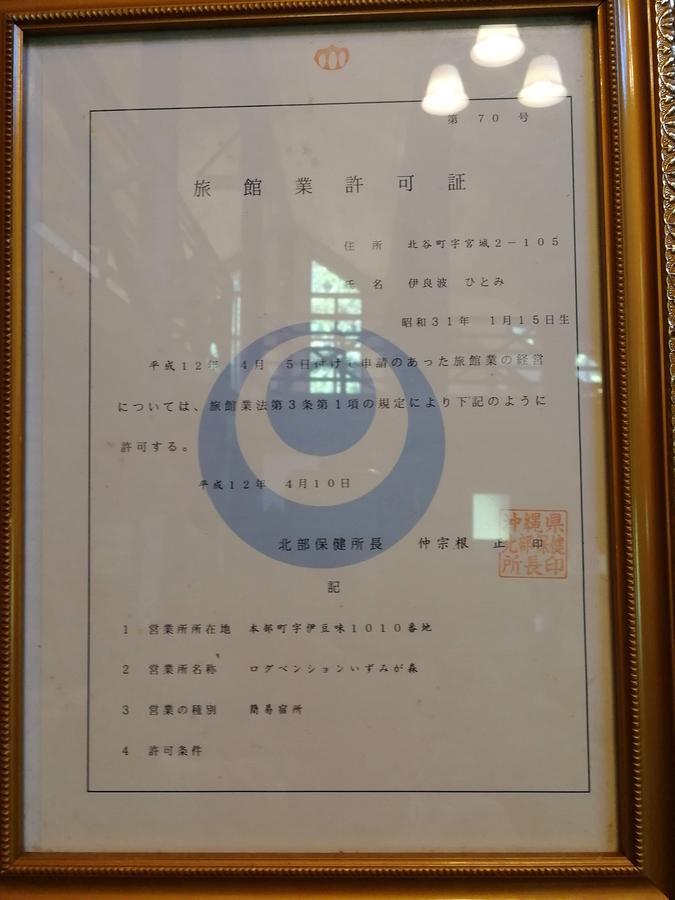 第 70 号
旅館業許可証
住所 北谷町字宮城2-105
氏名 伊良波 ひとみ
昭和31年 1月15日生
平成12年 4月 5日付けで申請のあった旅館業の経営
については、旅館業法第3条第1項の規定により下記のように
許可する。
平成12年 4月10日
北部保健所長 仲宗根 正 印
沖縄県
北部保健
所長印
記
1 営業所所在地 本部町字伊豆味1010番地
2 営業所名称 ログペンションいずみが森
3 営業の種別 簡易宿所
4 許可条件